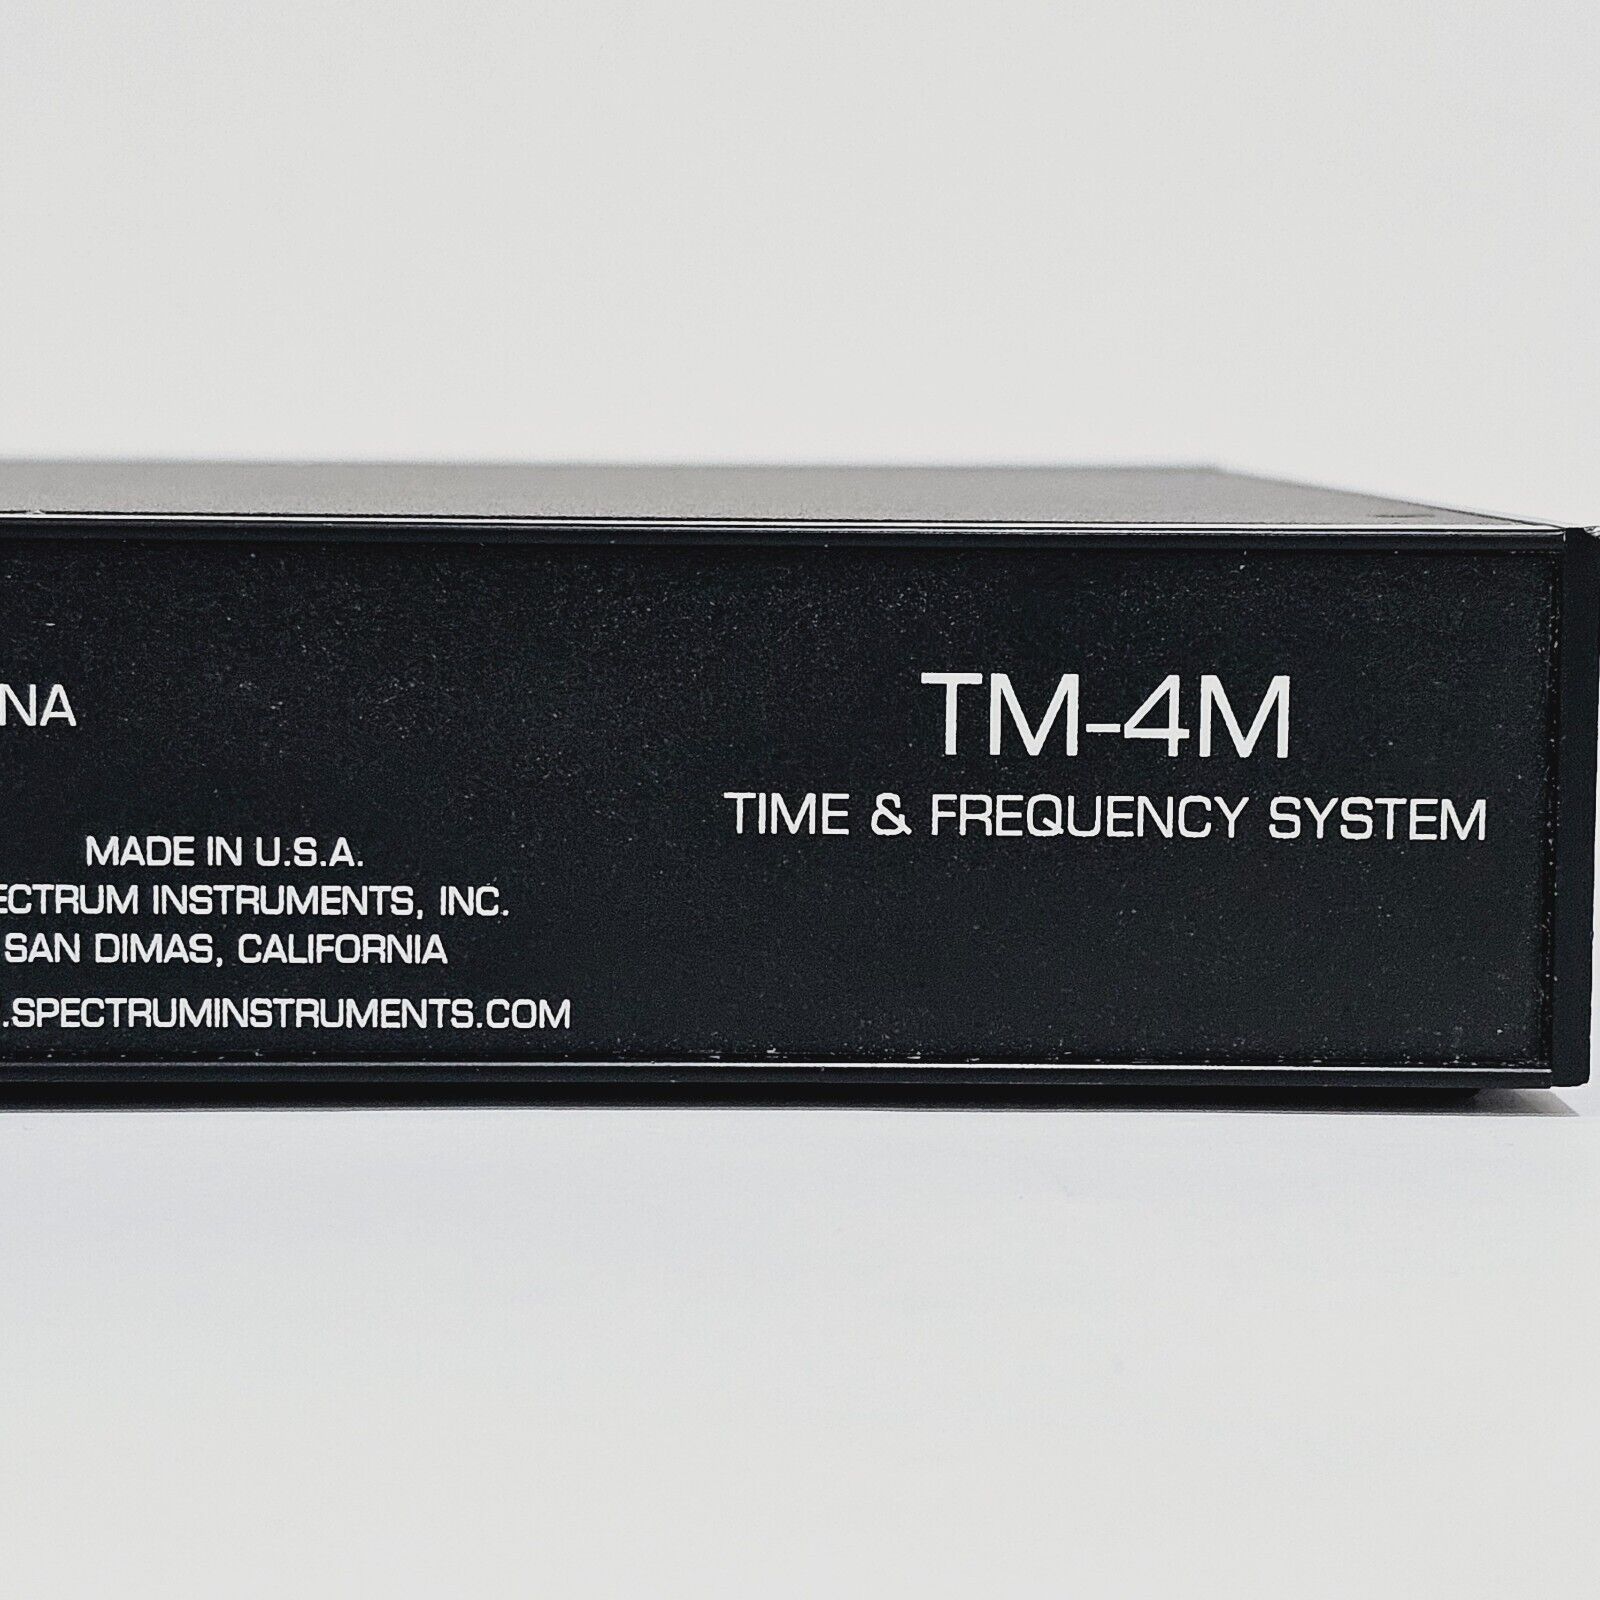 TM-4M
TIME & FREQUENCY SYSTEM
NA
MADE IN U.S.A.
ECTRUM INSTRUMENTS, INC.
SAN DIMAS, CALIFORNIA
.SPECTRUMINSTRUMENTS.COM